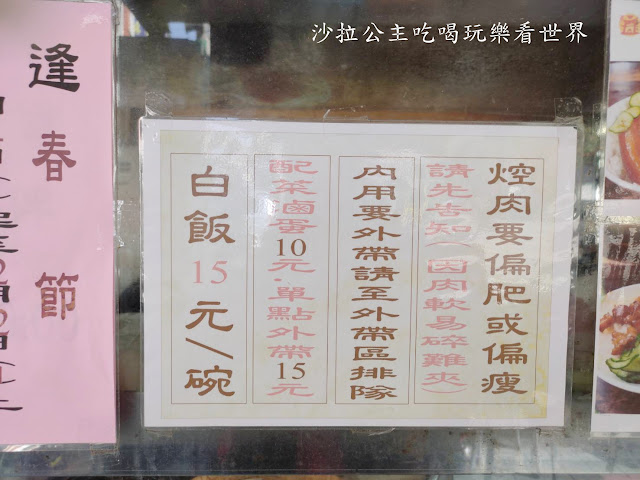 沙拉公主吃喝玩樂看世界
焢肉要偏肥或偏瘦
請先告知(因肉軟易碎難夾)
內用要外帶請至外帶區排隊
配菜鹵蛋10元.單點外帶15元
白飯15元/碗
逢春節